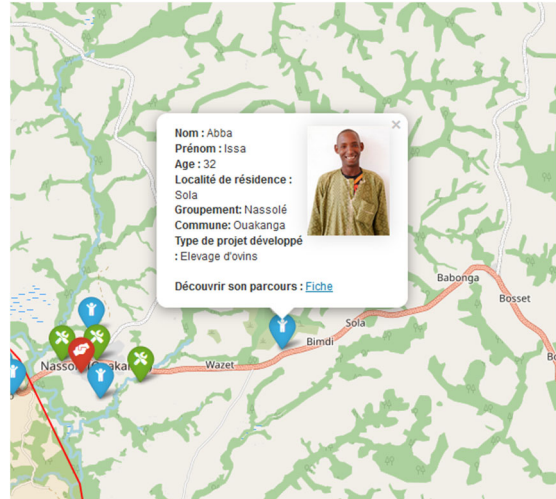 Nom : Abba
Prénom : Issa
Age : 32
Localité de résidence :
Sola
Groupement: Nassolé
Commune: Ouakanga
Type de projet développé
: Elevage d'ovins
Découvrir son parcours : Fiche
×
Babonga
Bosset
Sola
Bimdi
Wazet